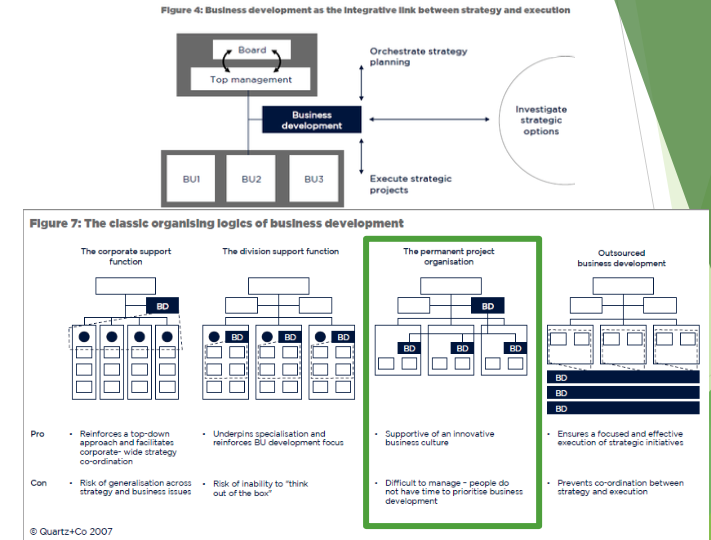 Figure 4: Business development as the integrative link between strategy and execution
Board
Top management
Orchestrate strategy
planning
Business
development
Investigate
strategic
options
BU1
BU2
BU3
Execute strategic
projects
Figure 7: The classic organising logics of business development
The corporate support
function
The division support function
The permanent project
organisation
Outsourced
business development
BD
BD
BD
BD
BD
BD
BD
BD
BD
BD
BD
Pro
• Reinforces a top-down
approach and facilitates
corporate- wide strategy
co-ordination
• Underpins specialisation and
reinforces BU development focus
• Supportive of an innovative
business culture
• Ensures a focused and effective
execution of strategic initiatives
Con
• Risk of generalisation across
strategy and business issues
• Risk of inability to "think
out of the box"
• Difficult to manage – people do
not have time to prioritise business
development
• Prevents co-ordination between
strategy and execution
© Quartz+Co 2007